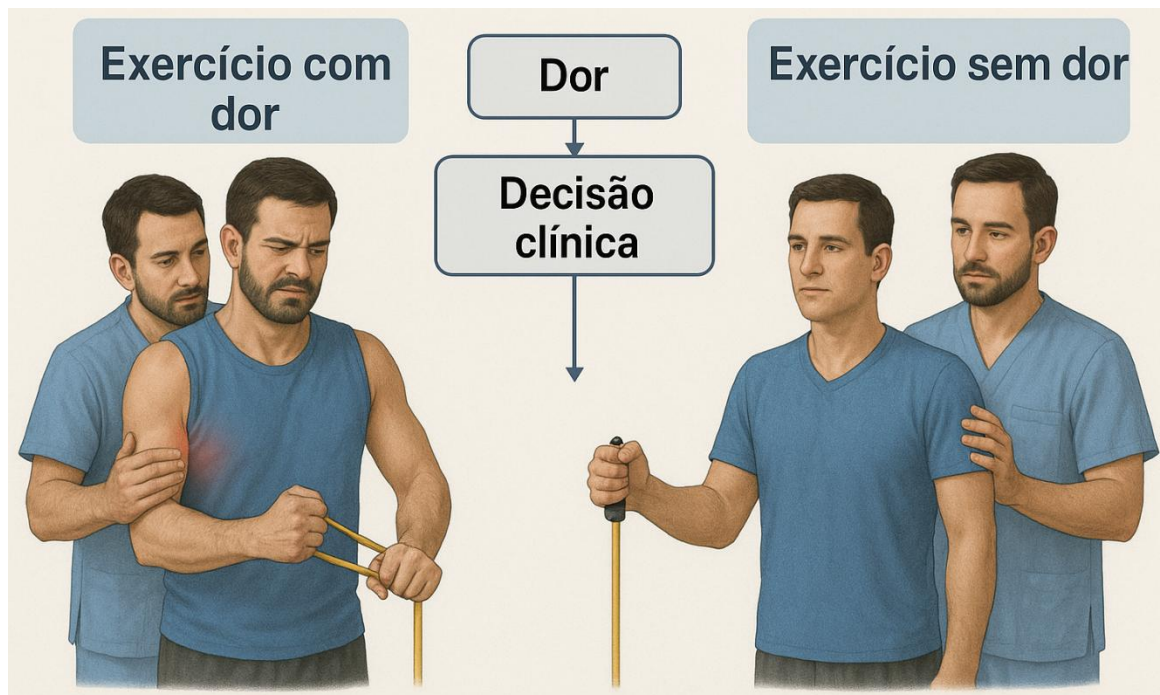 Exercício com
dor
Dor
Decisão
clínica
Exercício sem dor